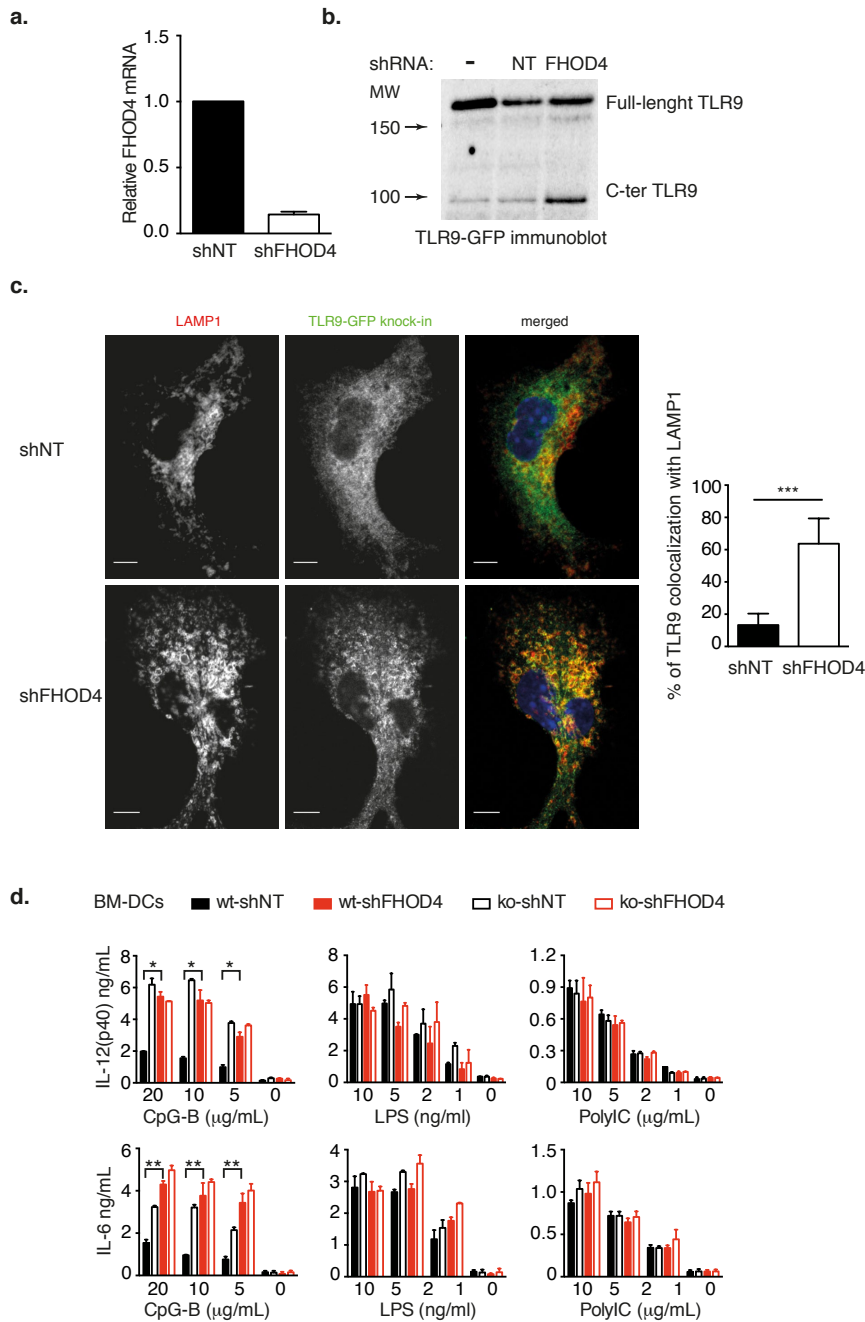 a.
Relative FHOD4 mRNA
1.5
1.0
0.5
0.0
shNT shFHOD4
b.
shRNA: - NT FHOD4
MW
150
100
Full-lenght TLR9
C-ter TLR9
TLR9-GFP immunoblot
c.
LAMP1 TLR9-GFP knock-in merged
shNT
shFHOD4
% of TLR9 colocalization with LAMP1
100
80
60
40
20
0
***
shNT shFHOD4
d.
BM-DCs wt-shNT wt-shFHOD4 ko-shNT ko-shFHOD4
IL-12(p40) ng/mL
8
6
4
2
0
* * *
20 10 5 0
CpG-B (µg/mL)
8
6
4
2
0
10 5 2 1 0
LPS (ng/ml)
1.2
0.9
0.6
0.3
0
10 5 2 1 0
PolyIC (µg/mL)
IL-6 ng/mL
6
4
2
0
** ** **
20 10 5 0
CpG-B (µg/mL)
4
3
2
1
0
10 5 2 1 0
LPS (ng/ml)
1.5
1.0
0.5
0
10 5 2 1 0
PolyIC (µg/mL)